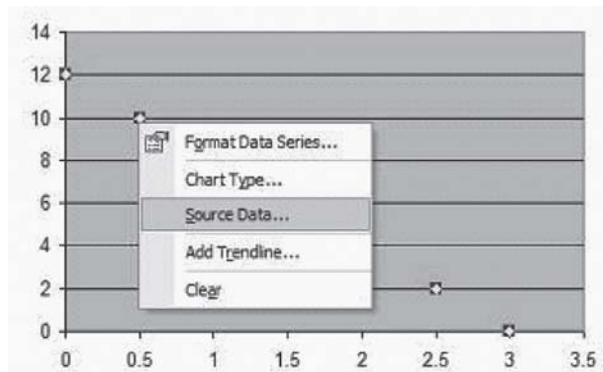 14
12
10
8
6
4
2
0
Format Data Series...
Chart Type...
Source Data...
Add Trendline...
Clear
0 0.5 1 1.5 2 2.5 3 3.5